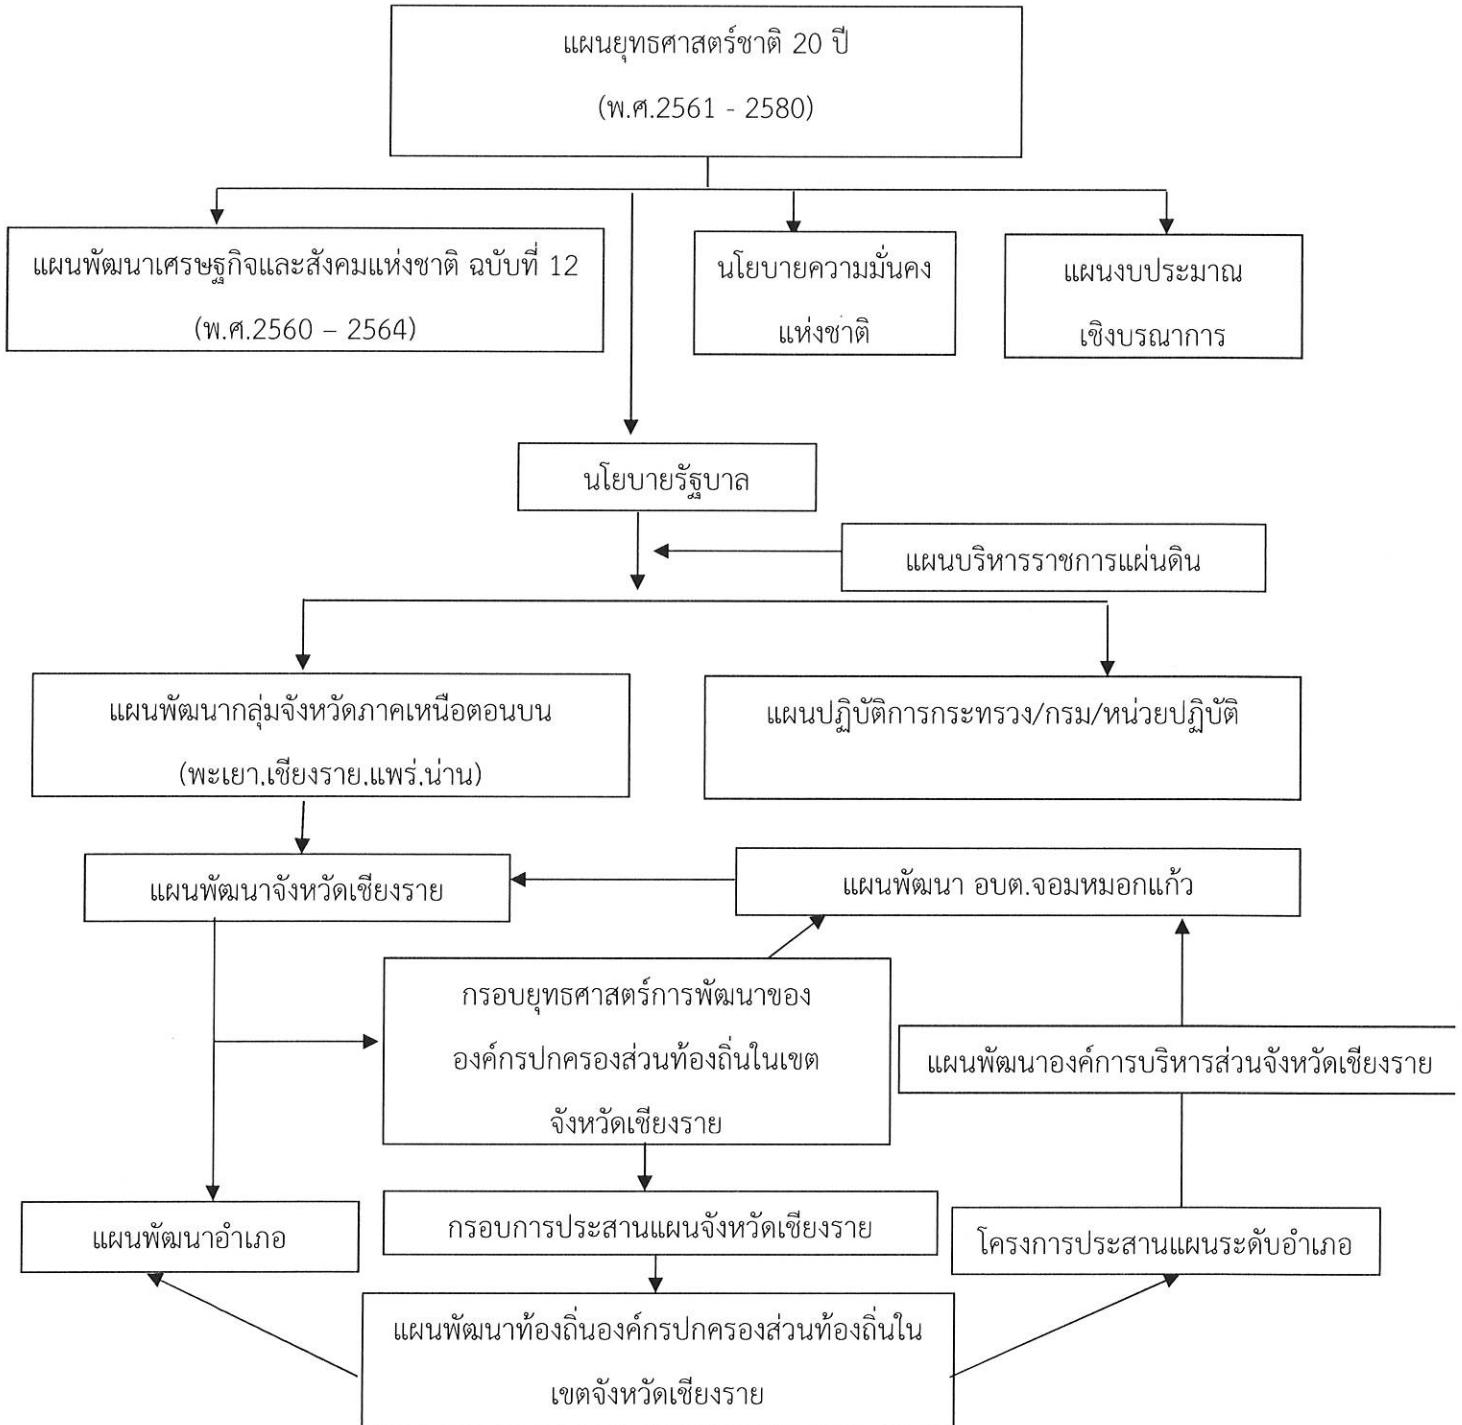 แผนยุทธศาสตร์ชาติ 20 ปี
(พ.ศ.2561 - 2580)
แผนพัฒนาเศรษฐกิจและสังคมแห่งชาติ ฉบับที่ 12
(พ.ศ.2560 – 2564)
นโยบายความมั่นคง
แห่งชาติ
แผนงบประมาณ
เชิงบรณาการ
นโยบายรัฐบาล
แผนบริหารราชการแผ่นดิน
แผนพัฒนากลุ่มจังหวัดภาคเหนือตอนบน
(พะเยา,เชียงราย,แพร่,น่าน)
แผนปฏิบัติการกระทรวง/กรม/หน่วยปฏิบัติ
แผนพัฒนาจังหวัดเชียงราย
แผนพัฒนา อบต.จอมหมอกแก้ว
กรอบยุทธศาสตร์การพัฒนาของ
องค์กรปกครองส่วนท้องถิ่นในเขต
จังหวัดเชียงราย
แผนพัฒนาองค์การบริหารส่วนจังหวัดเชียงราย
แผนพัฒนาอำเภอ
กรอบการประสานแผนจังหวัดเชียงราย
โครงการประสานแผนระดับอำเภอ
แผนพัฒนาท้องถิ่นองค์กรปกครองส่วนท้องถิ่นใน
เขตจังหวัดเชียงราย